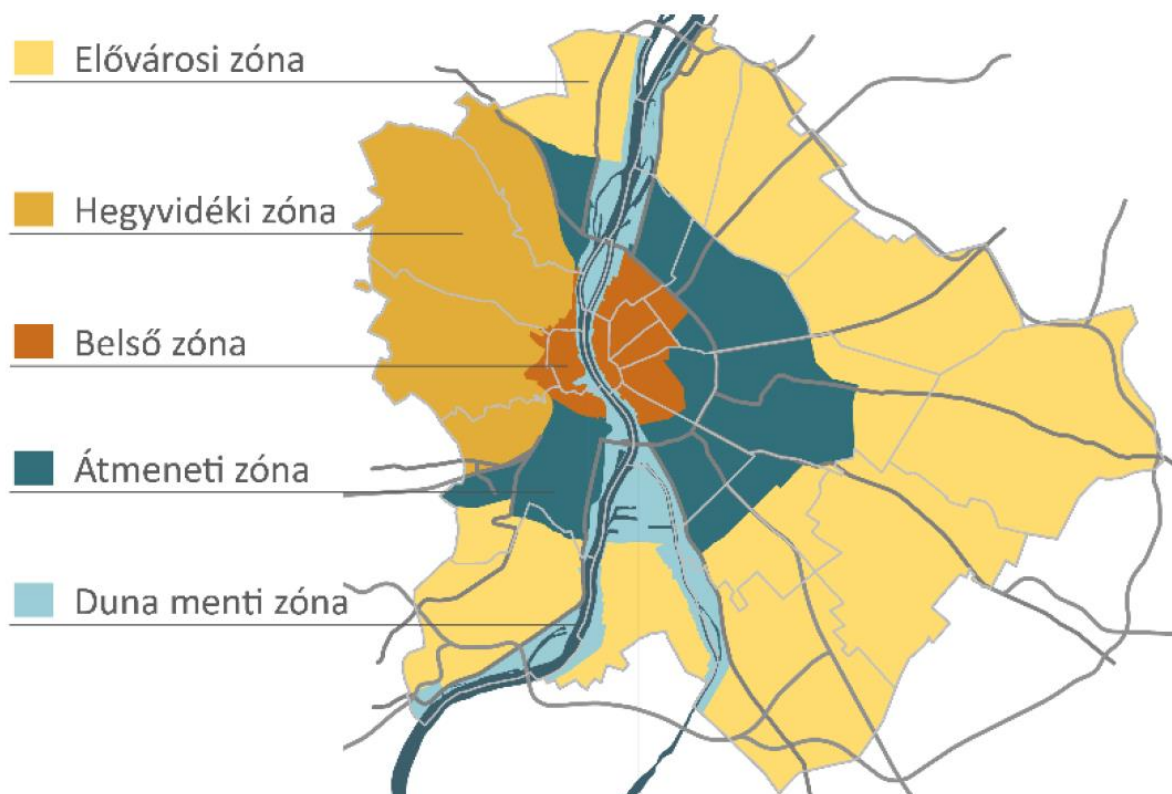 Elővárosi zóna
Hegyvidéki zóna
Belső zóna
Átmeneti zóna
Duna menti zóna